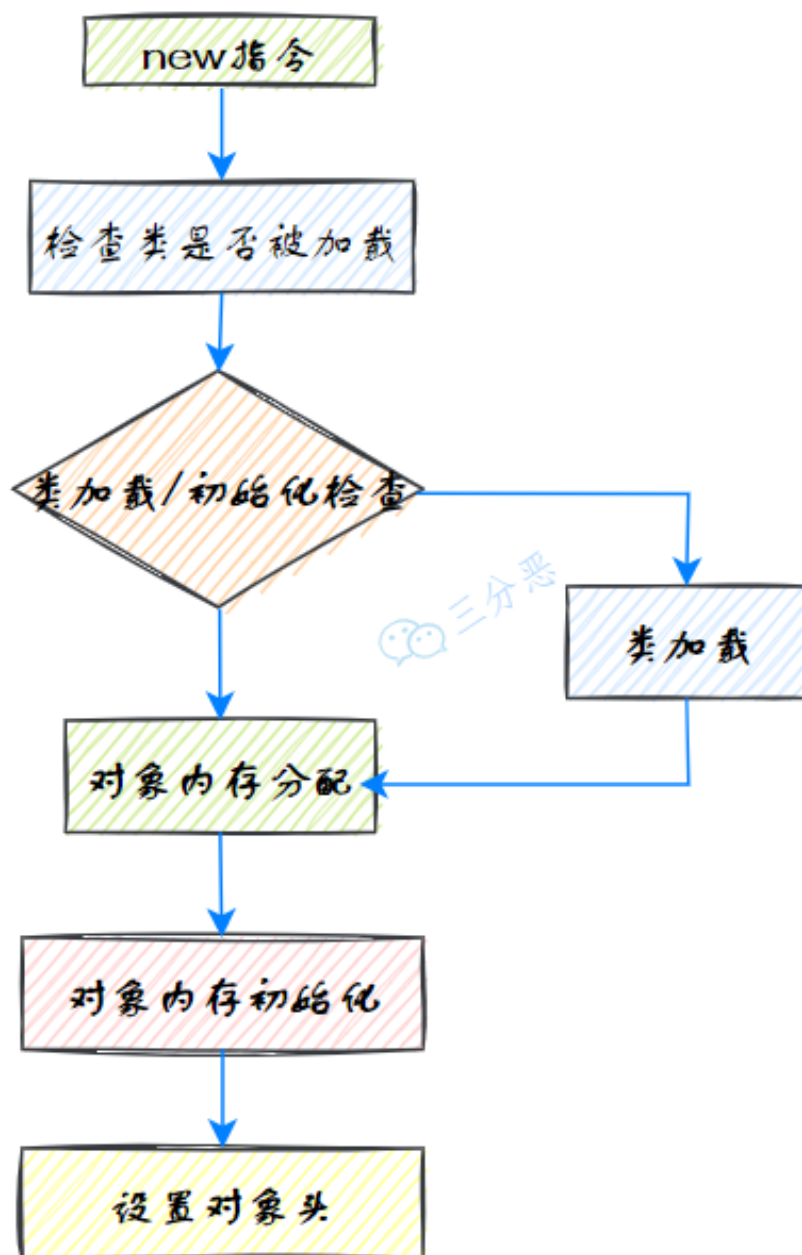 new指令
检查类是否被加载
类加载/初始化检查
三分恶
类加载
对象内存分配
对象内存初始化
设置对象头